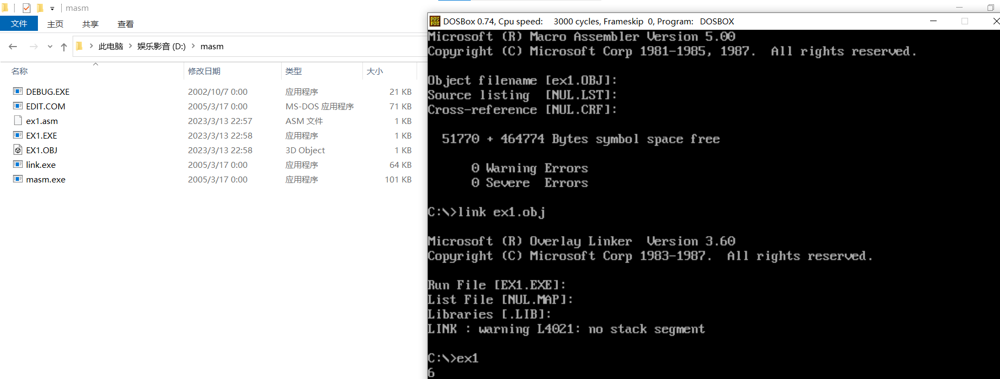 masm
文件 主页 共享 查看
此电脑 娱乐影音 (D:) masm
名称 修改日期 类型 大小
DEBUG.EXE 2002/10/7 0:00 应用程序 21 KB
EDIT.COM 2005/3/17 0:00 MS-DOS 应用程序 71 KB
ex1.asm 2023/3/13 22:57 ASM 文件 1 KB
EX1.EXE 2023/3/13 22:58 应用程序 1 KB
EX1.OBJ 2023/3/13 22:58 3D Object 1 KB
link.exe 2005/3/17 0:00 应用程序 64 KB
masm.exe 2005/3/17 0:00 应用程序 101 KB
DOS BOX
DOSBox 0.74, Cpu speed: 3000 cycles, Frameskip 0, Program: DOSBOX
Microsoft (R) Macro Assembler Version 5.00
Copyright (C) Microsoft Corp 1981-1985, 1987. All rights reserved.
Object filename [ex1.OBJ]:
Source listing [NUL.LST]:
Cross-reference [NUL.CRF]:
51770 + 464774 Bytes symbol space free
0 Warning Errors
0 Severe Errors
C:\>link ex1.obj
Microsoft (R) Overlay Linker Version 3.60
Copyright (C) Microsoft Corp 1983-1987. All rights reserved.
Run File [EX1.EXE]:
List File [NUL.MAP]:
Libraries [.LIB]:
LINK : warning L4021: no stack segment
C:\>ex1
6